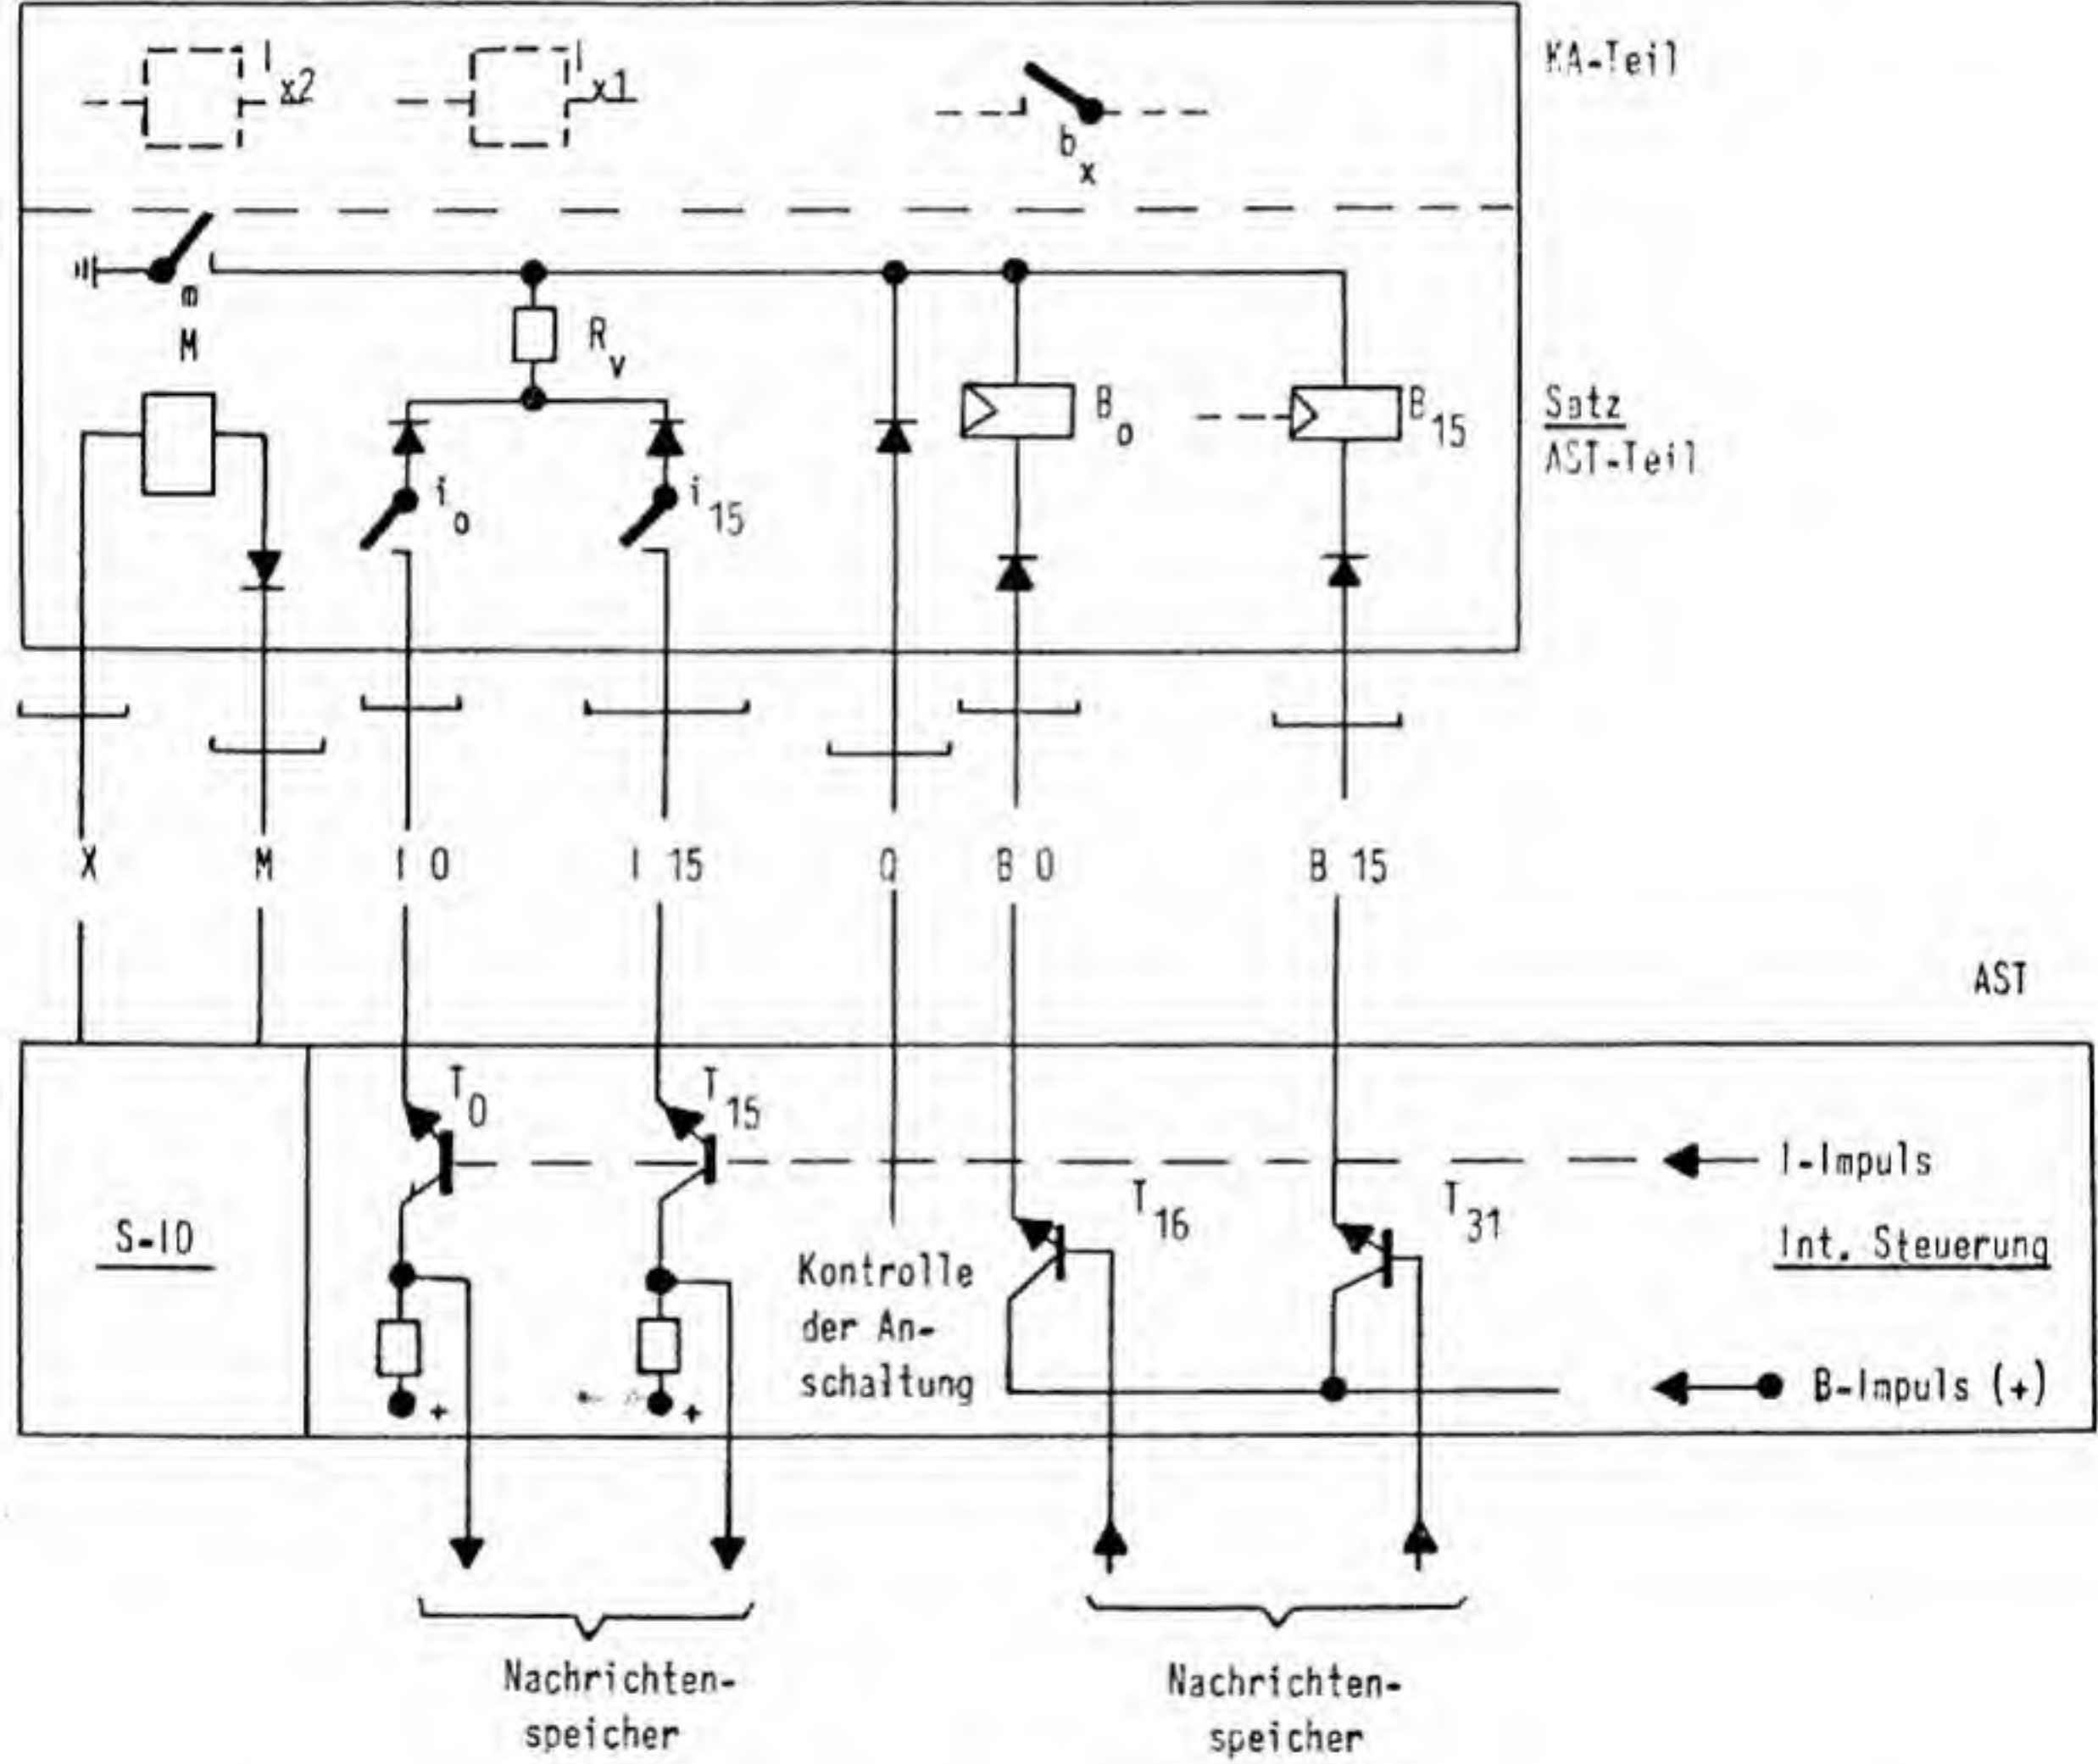 KA-Teil
I x2
I x1
b x
m
M
R v
B o
B 15
Satz
AST-Teil
i o
i 15
X M I 0 I 15 Q B 0 B 15
AST
T 0
T 15
I-Impuls
T 16
T 31
S-ID
Int. Steuerung
Kontrolle
der An-
schaltung
+
+
B-Impuls (+)
Nachrichten-
speicher
Nachrichten-
speicher